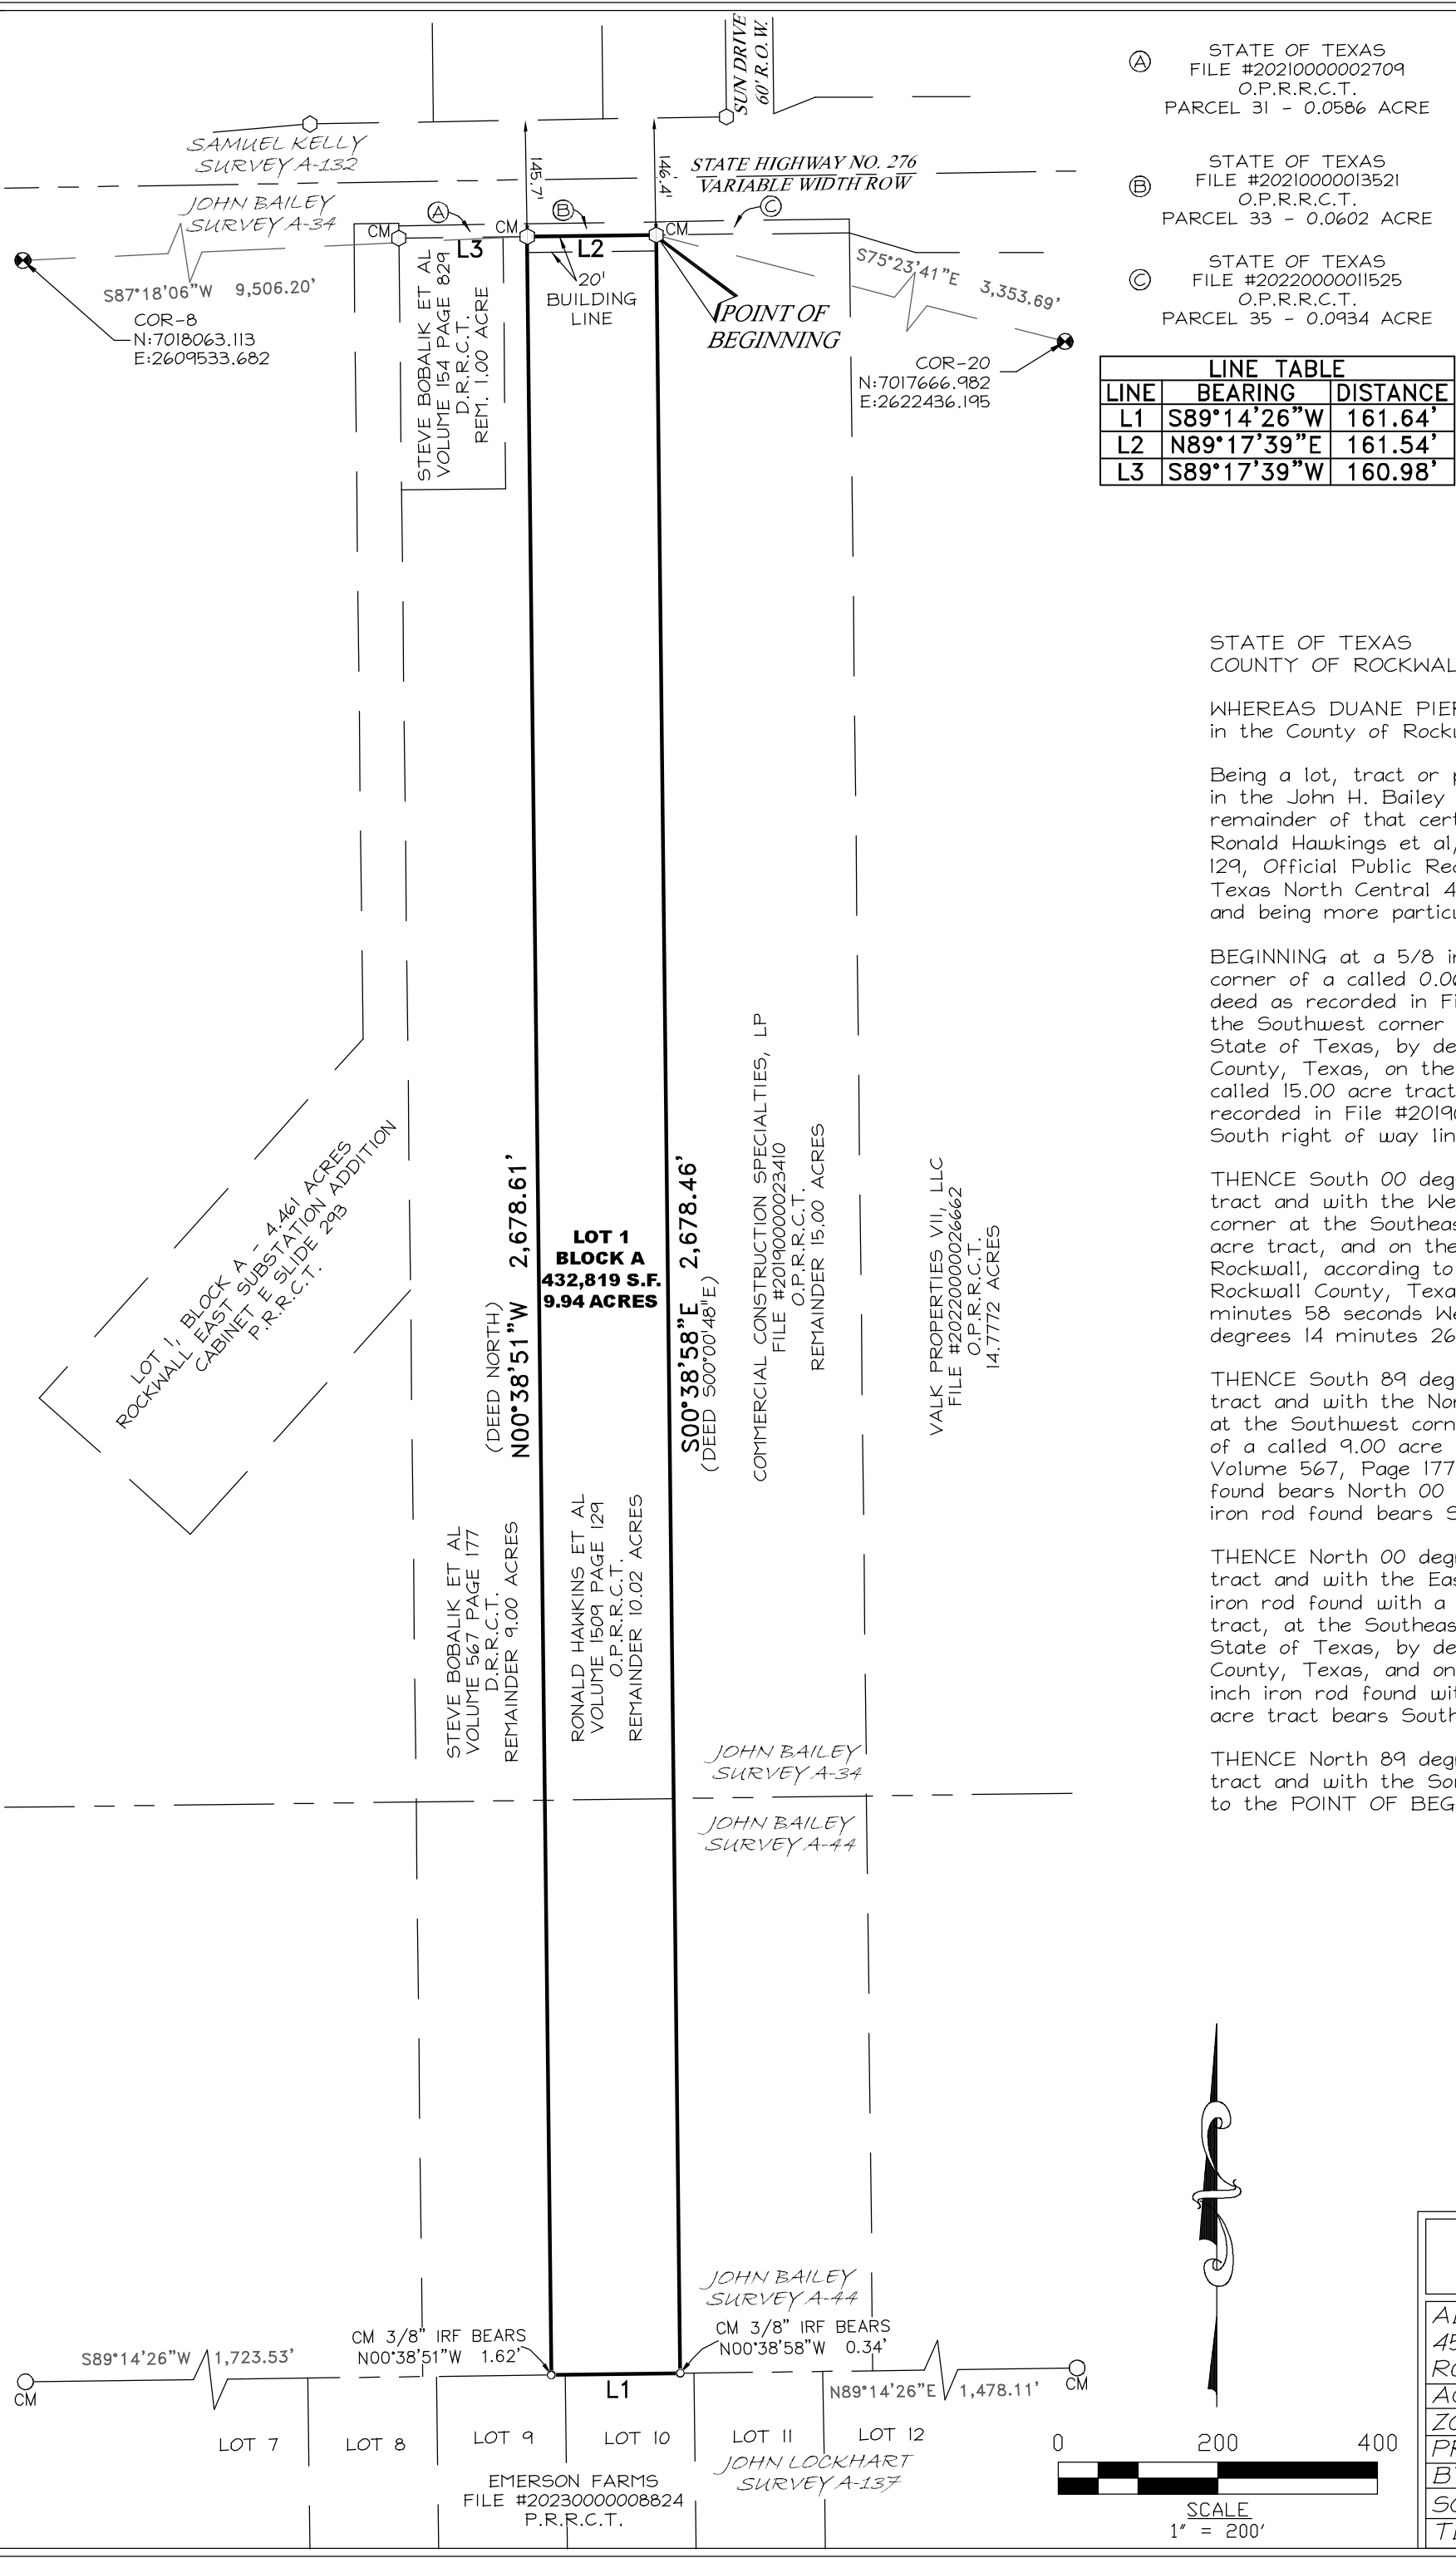 SUN DRIVE
60' R.O.W.
SAMUEL KELLY
SURVEY A-132
STATE HIGHWAY NO. 276
VARIABLE WIDTH ROW
145.7'
146.4'
JOHN BAILEY
SURVEY A-34
A
B
C
CM
CM
CM
L3
L2
20'
BUILDING
LINE
POINT OF
BEGINNING
S87°18'06"W 9,506.20'
COR-8
N:7018063.113
E:2609533.682
S75°23'41"E 3,353.69'
COR-20
N:7017666.982
E:2622436.195
STEVE BOBALIK ET AL
VOLUME 154 PAGE 829
D.R.R.C.T.
REM. 1.00 ACRE
A
STATE OF TEXAS
FILE #20210000002709
O.P.R.R.C.T.
PARCEL 31 - 0.0586 ACRE
B
STATE OF TEXAS
FILE #20210000013521
O.P.R.R.C.T.
PARCEL 33 - 0.0602 ACRE
C
STATE OF TEXAS
FILE #20220000011525
O.P.R.R.C.T.
PARCEL 35 - 0.0934 ACRE
LINE TABLE
LINE BEARING DISTANCE
L1 S89°14'26"W 161.64'
L2 N89°17'39"E 161.54'
L3 S89°17'39"W 160.98'
STATE OF TEXAS
COUNTY OF ROCKWAL
WHEREAS DUANE PIER
in the County of Rocku
Being a lot, tract or p
in the John H. Bailey
remainder of that cert
Ronald Hawkings et al,
129, Official Public Rec
Texas North Central 4
and being more particu
BEGINNING at a 5/8 in
corner of a called 0.06
deed as recorded in Fi
the Southwest corner
State of Texas, by de
County, Texas, on the
called 15.00 acre tract
recorded in File #20190
South right of way lin
THENCE South 00 degr
tract and with the We
corner at the Southeas
acre tract, and on the
Rockwall, according to
Rockwall County, Texa
minutes 58 seconds We
degrees 14 minutes 26
THENCE South 89 degr
tract and with the Nor
at the Southwest corn
of a called 9.00 acre
Volume 567, Page 177
found bears North 00
iron rod found bears S
THENCE North 00 degr
tract and with the Eas
iron rod found with a
tract, at the Southeas
State of Texas, by de
County, Texas, and on
inch iron rod found wit
acre tract bears South
THENCE North 89 degr
tract and with the Sou
to the POINT OF BEG
LOT 1, BLOCK A - 4.461 ACRES
ROCKWALL EAST SUBSTATION ADDITION
CABINET E SLIDE 293
P.R.R.C.T.
(DEED NORTH)
N00°38'51"W 2,678.61'
LOT 1
BLOCK A
432,819 S.F.
9.94 ACRES
S00°38'58"E 2,678.46'
(DEED S00°00'48"E)
COMMERCIAL CONSTRUCTION SPECIALTIES, LP
FILE #20190000023410
O.P.R.R.C.T.
REMAINDER 15.00 ACRES
VALK PROPERTIES VII, LLC
FILE #20220000026662
O.P.R.R.C.T.
14.7772 ACRES
STEVE BOBALIK ET AL
VOLUME 567 PAGE 177
D.R.R.C.T.
REMAINDER 9.00 ACRES
RONALD HAWKINS ET AL
VOLUME 1509 PAGE 129
O.P.R.R.C.T.
REMAINDER 10.02 ACRES
JOHN BAILEY
SURVEY A-34
JOHN BAILEY
SURVEY A-44
JOHN BAILEY
SURVEY A-44
CM 3/8" IRF BEARS
N00°38'51"W 1.62'
CM 3/8" IRF BEARS
N00°38'58"W 0.34'
S89°14'26"W 1,723.53'
CM
L1
N89°14'26"E 1,478.11'
CM
LOT 7
LOT 8
LOT 9
LOT 10
LOT 11
LOT 12
JOHN LOCKHART
SURVEY A-137
EMERSON FARMS
FILE #20230000008824
P.R.R.C.T.
0 200 400
SCALE
1" = 200'
45